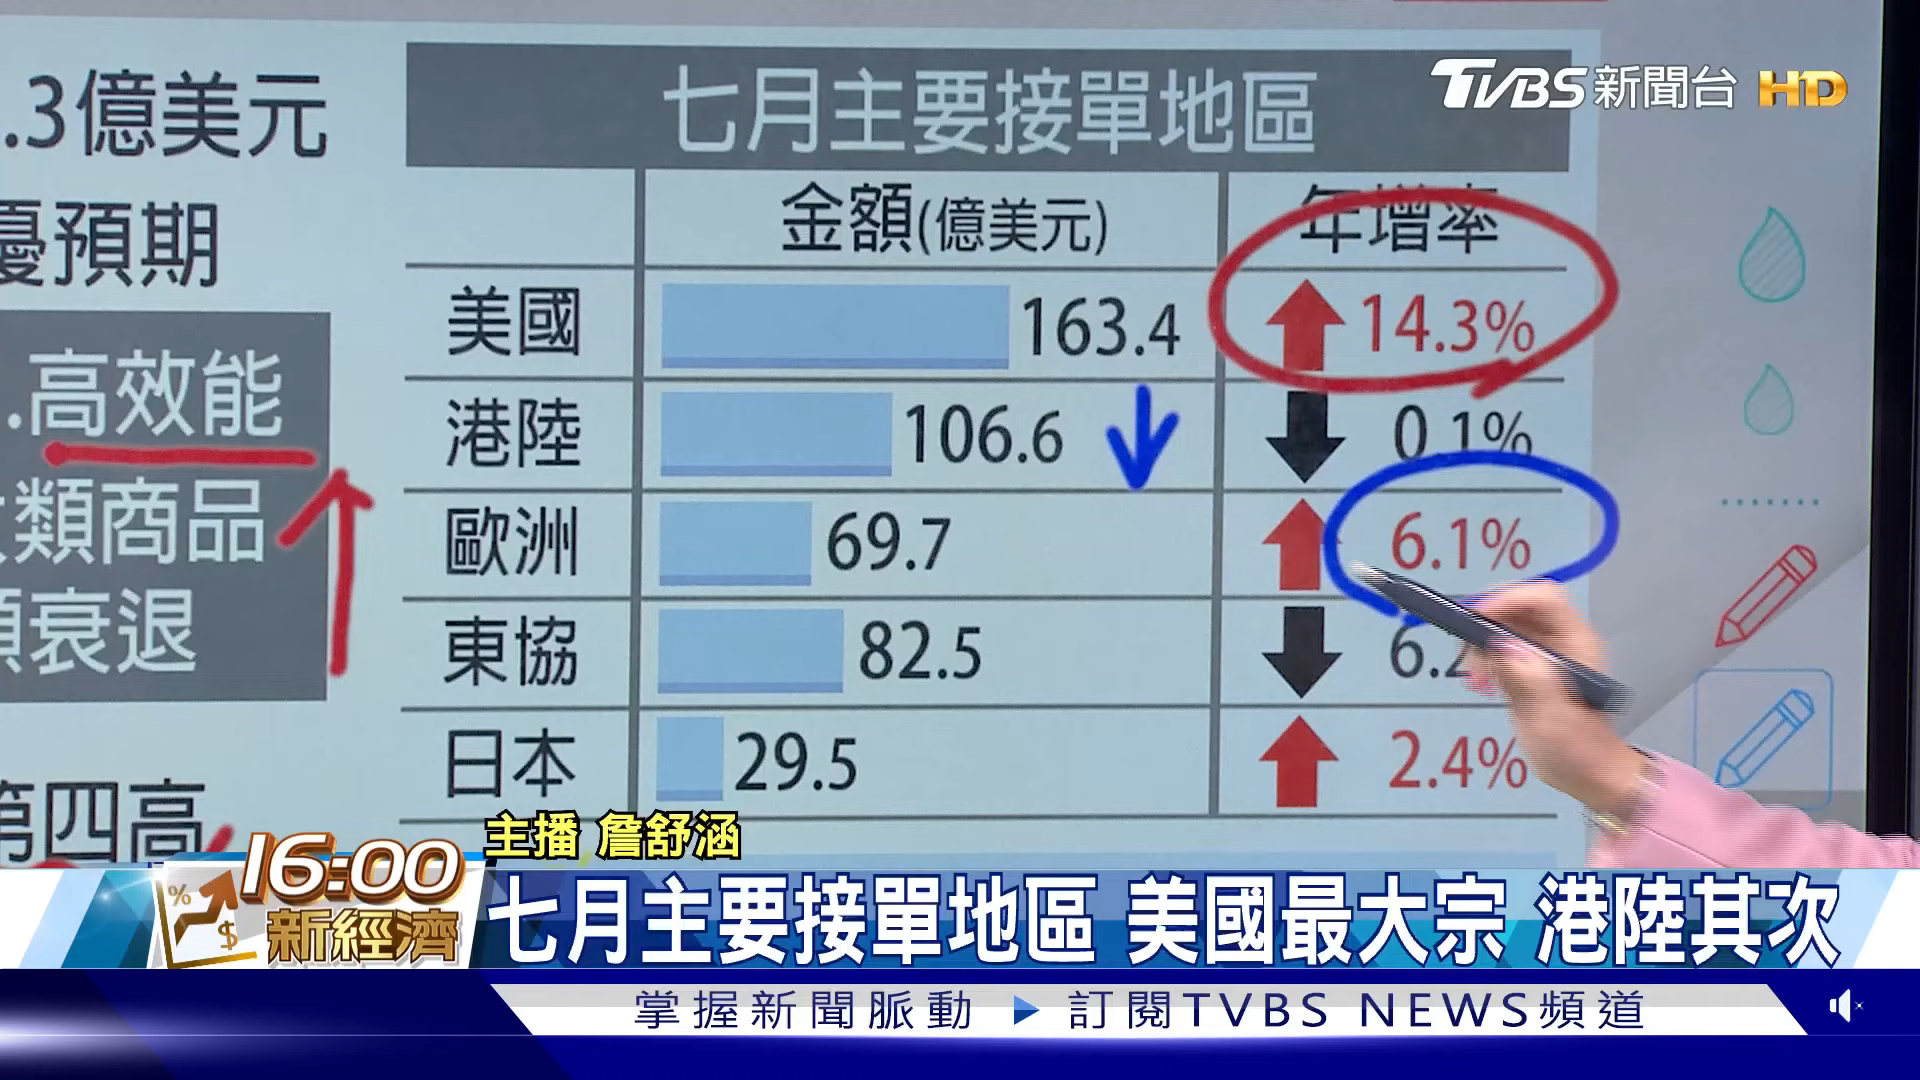 TVBS新聞台 HD
.3億美元
優預期
.高效能
類商品
衰退
第四高
七月主要接單地區
金額(億美元) 年增率
美國 163.4 14.3%
港陸 106.6 0.1%
歐洲 69.7 6.1%
東協 82.5 6.2
日本 29.5 2.4%
主播 詹舒涵
16:00
新經濟
% $
七月主要接單地區 美國最大宗 港陸其次
掌握新聞脈動 訂閱TVBS NEWS頻道